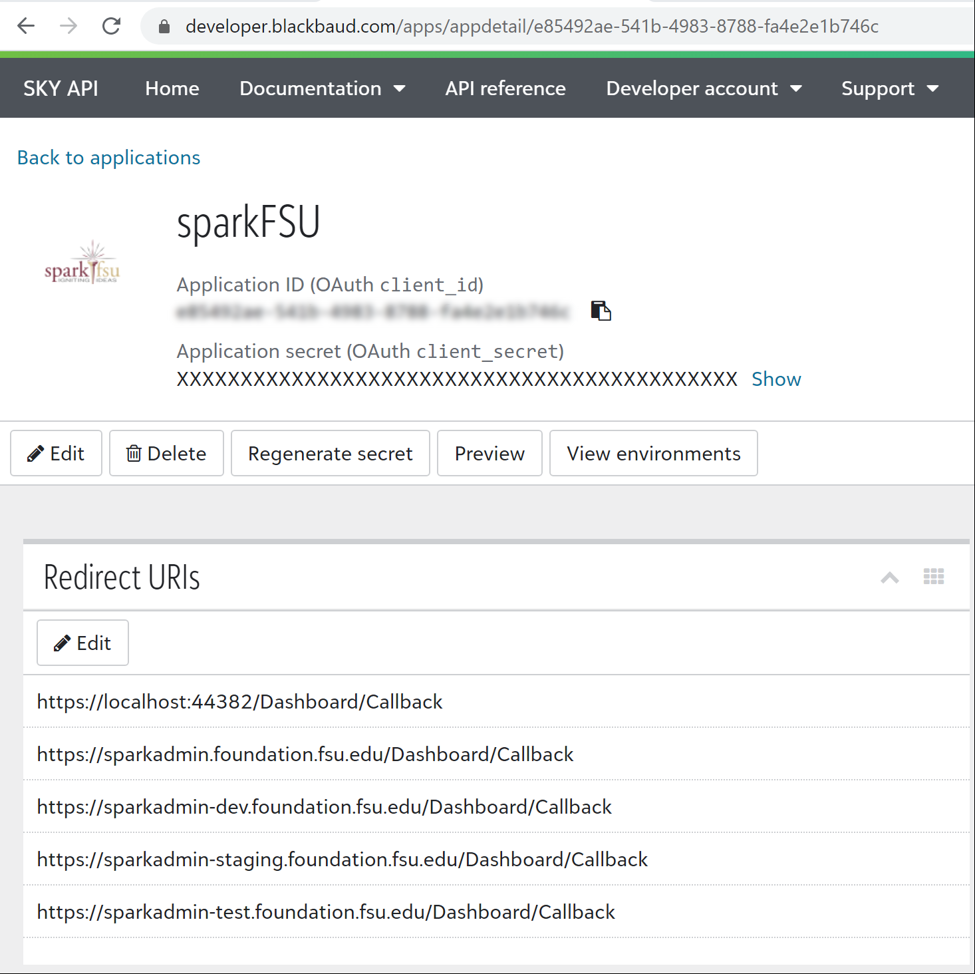 developer.blackbaud.com/apps/appdetail/e85492ae-541b-4983-8788-fa4e2e1b746c
SKY API Home Documentation API reference Developer account Support
Back to applications
sparkfsu
IGNITING IDEAS
sparkFSU
Application ID (OAuth client_id)
Application secret (OAuth client_secret)
XXXXXXXXXXXXXXXXXXXXXXXXXXXXXXXXXXXXXXXXXXXX Show
Edit Delete Regenerate secret Preview View environments
Redirect URIs
Edit
https://localhost:44382/Dashboard/Callback
https://sparkadmin.foundation.fsu.edu/Dashboard/Callback
https://sparkadmin-dev.foundation.fsu.edu/Dashboard/Callback
https://sparkadmin-staging.foundation.fsu.edu/Dashboard/Callback
https://sparkadmin-test.foundation.fsu.edu/Dashboard/Callback